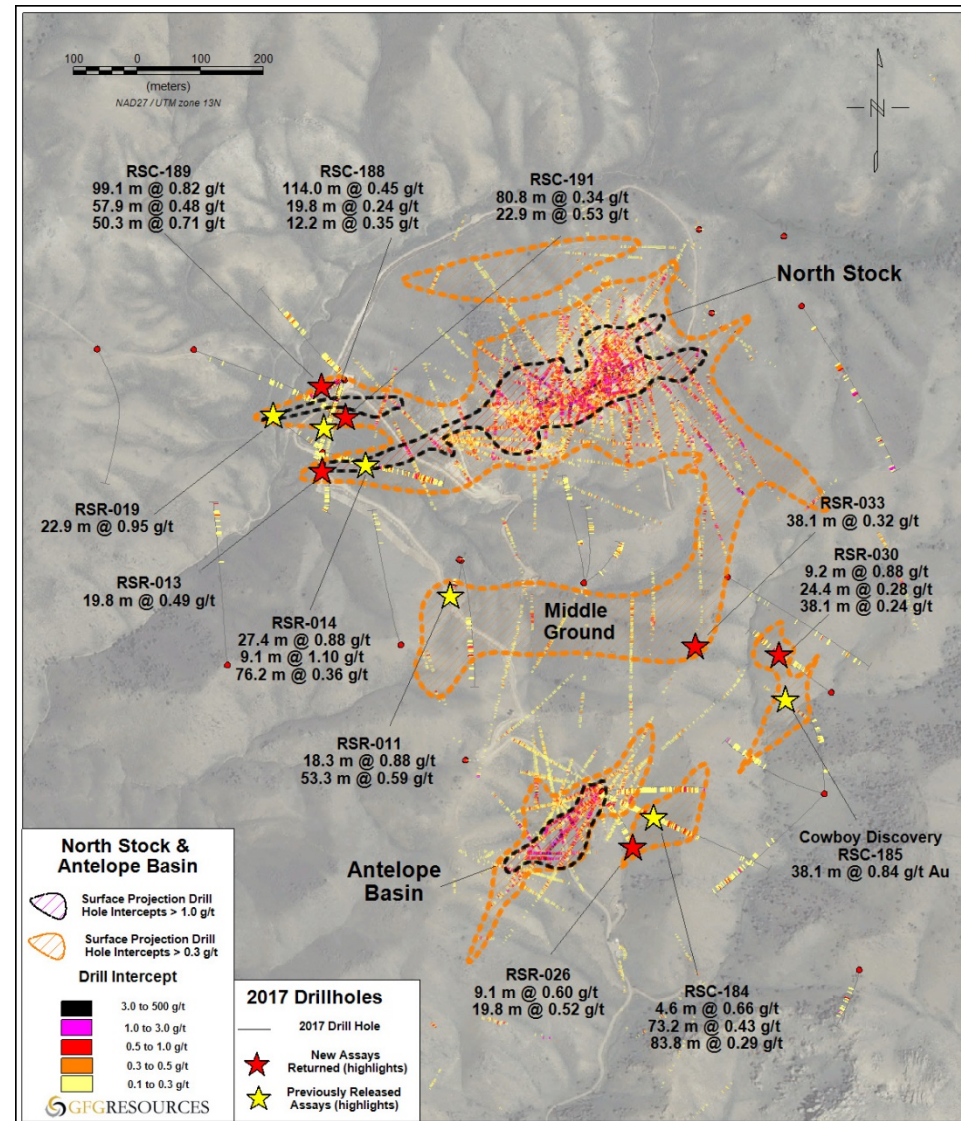 100 0 100 200
(meters)
NAD27 / UTM zone 13N
N
RSC-189
99.1 m @ 0.82 g/t
57.9 m @ 0.48 g/t
50.3 m @ 0.71 g/t
RSC-188
114.0 m @ 0.45 g/t
19.8 m @ 0.24 g/t
12.2 m @ 0.35 g/t
RSC-191
80.8 m @ 0.34 g/t
22.9 m @ 0.53 g/t
North Stock
RSR-019
22.9 m @ 0.95 g/t
RSR-013
19.8 m @ 0.49 g/t
RSR-014
27.4 m @ 0.88 g/t
9.1 m @ 1.10 g/t
76.2 m @ 0.36 g/t
RSR-011
18.3 m @ 0.88 g/t
53.3 m @ 0.59 g/t
Middle
Ground
RSR-033
38.1 m @ 0.32 g/t
RSR-030
9.2 m @ 0.88 g/t
24.4 m @ 0.28 g/t
38.1 m @ 0.24 g/t
Cowboy Discovery
RSC-185
38.1 m @ 0.84 g/t Au
Antelope
Basin
RSR-026
9.1 m @ 0.60 g/t
19.8 m @ 0.52 g/t
RSC-184
4.6 m @ 0.66 g/t
73.2 m @ 0.43 g/t
83.8 m @ 0.29 g/t
North Stock &
Antelope Basin
Surface Projection Drill
Hole Intercepts > 1.0 g/t
Surface Projection Drill
Hole Intercepts > 0.3 g/t
Drill Intercept
3.0 to 500 g/t
1.0 to 3.0 g/t
0.5 to 1.0 g/t
0.3 to 0.5 g/t
0.1 to 0.3 g/t
GFGRESOURCES
2017 Drillholes
2017 Drill Hole
New Assays
Returned (highlights)
Previously Released
Assays (highlights)